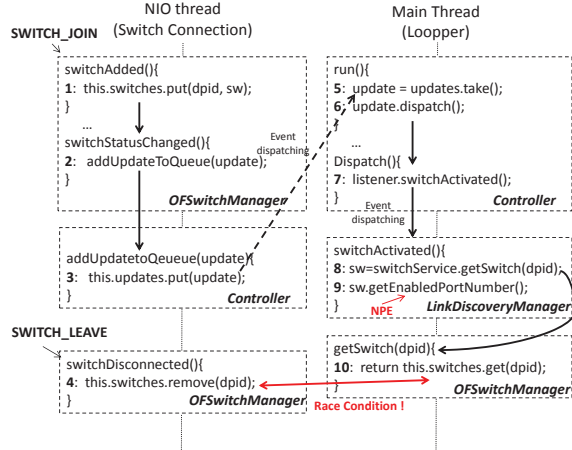 NIO thread
(Switch Connection)
SWITCH_JOIN
switchAdded(){
1: this.switches.put(dpid, sw);
}
...
switchStatusChanged(){
2: addUpdateToQueue(update);
}
OFSwitchManager
addUpdatetoQueueue(update){
3: this.updates.put(update);
}
Controller
SWITCH_LEAVE
switchDisconnected(){
4: this.switches.remove(dpid);
}
OFSwitchManager
Event
dispatching
Main Thread
(Loopper)
run(){
5: update = updates.take();
6: update.dispatch();
}
...
Dispatch(){
7: listener.switchActivated();
}
Controller
Event
dispatching
switchActivated(){
8: sw=switchService.getSwitch(dpid);
9: sw.getEnabledPortNumber();
}
NPE
LinkDiscoveryManager
getSwitch(dpid){
10: return this.switches.get(dpid);
}
OFSwitchManager
Race Condition !